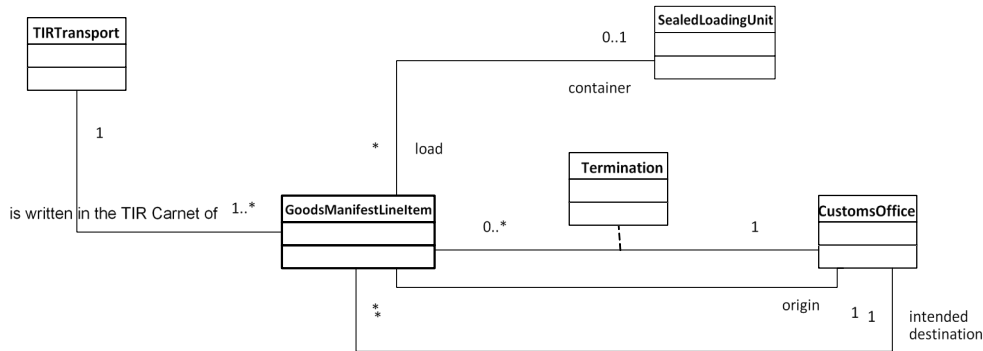 SealedLoadingUnit
TIRTransport
0..1
container
1
*
load
Termination
is written in the TIR Carnet of
1..*
GoodsManifestLineItem
0..*
1
CustomsOffice
*
*
origin
1
1
intended
destination